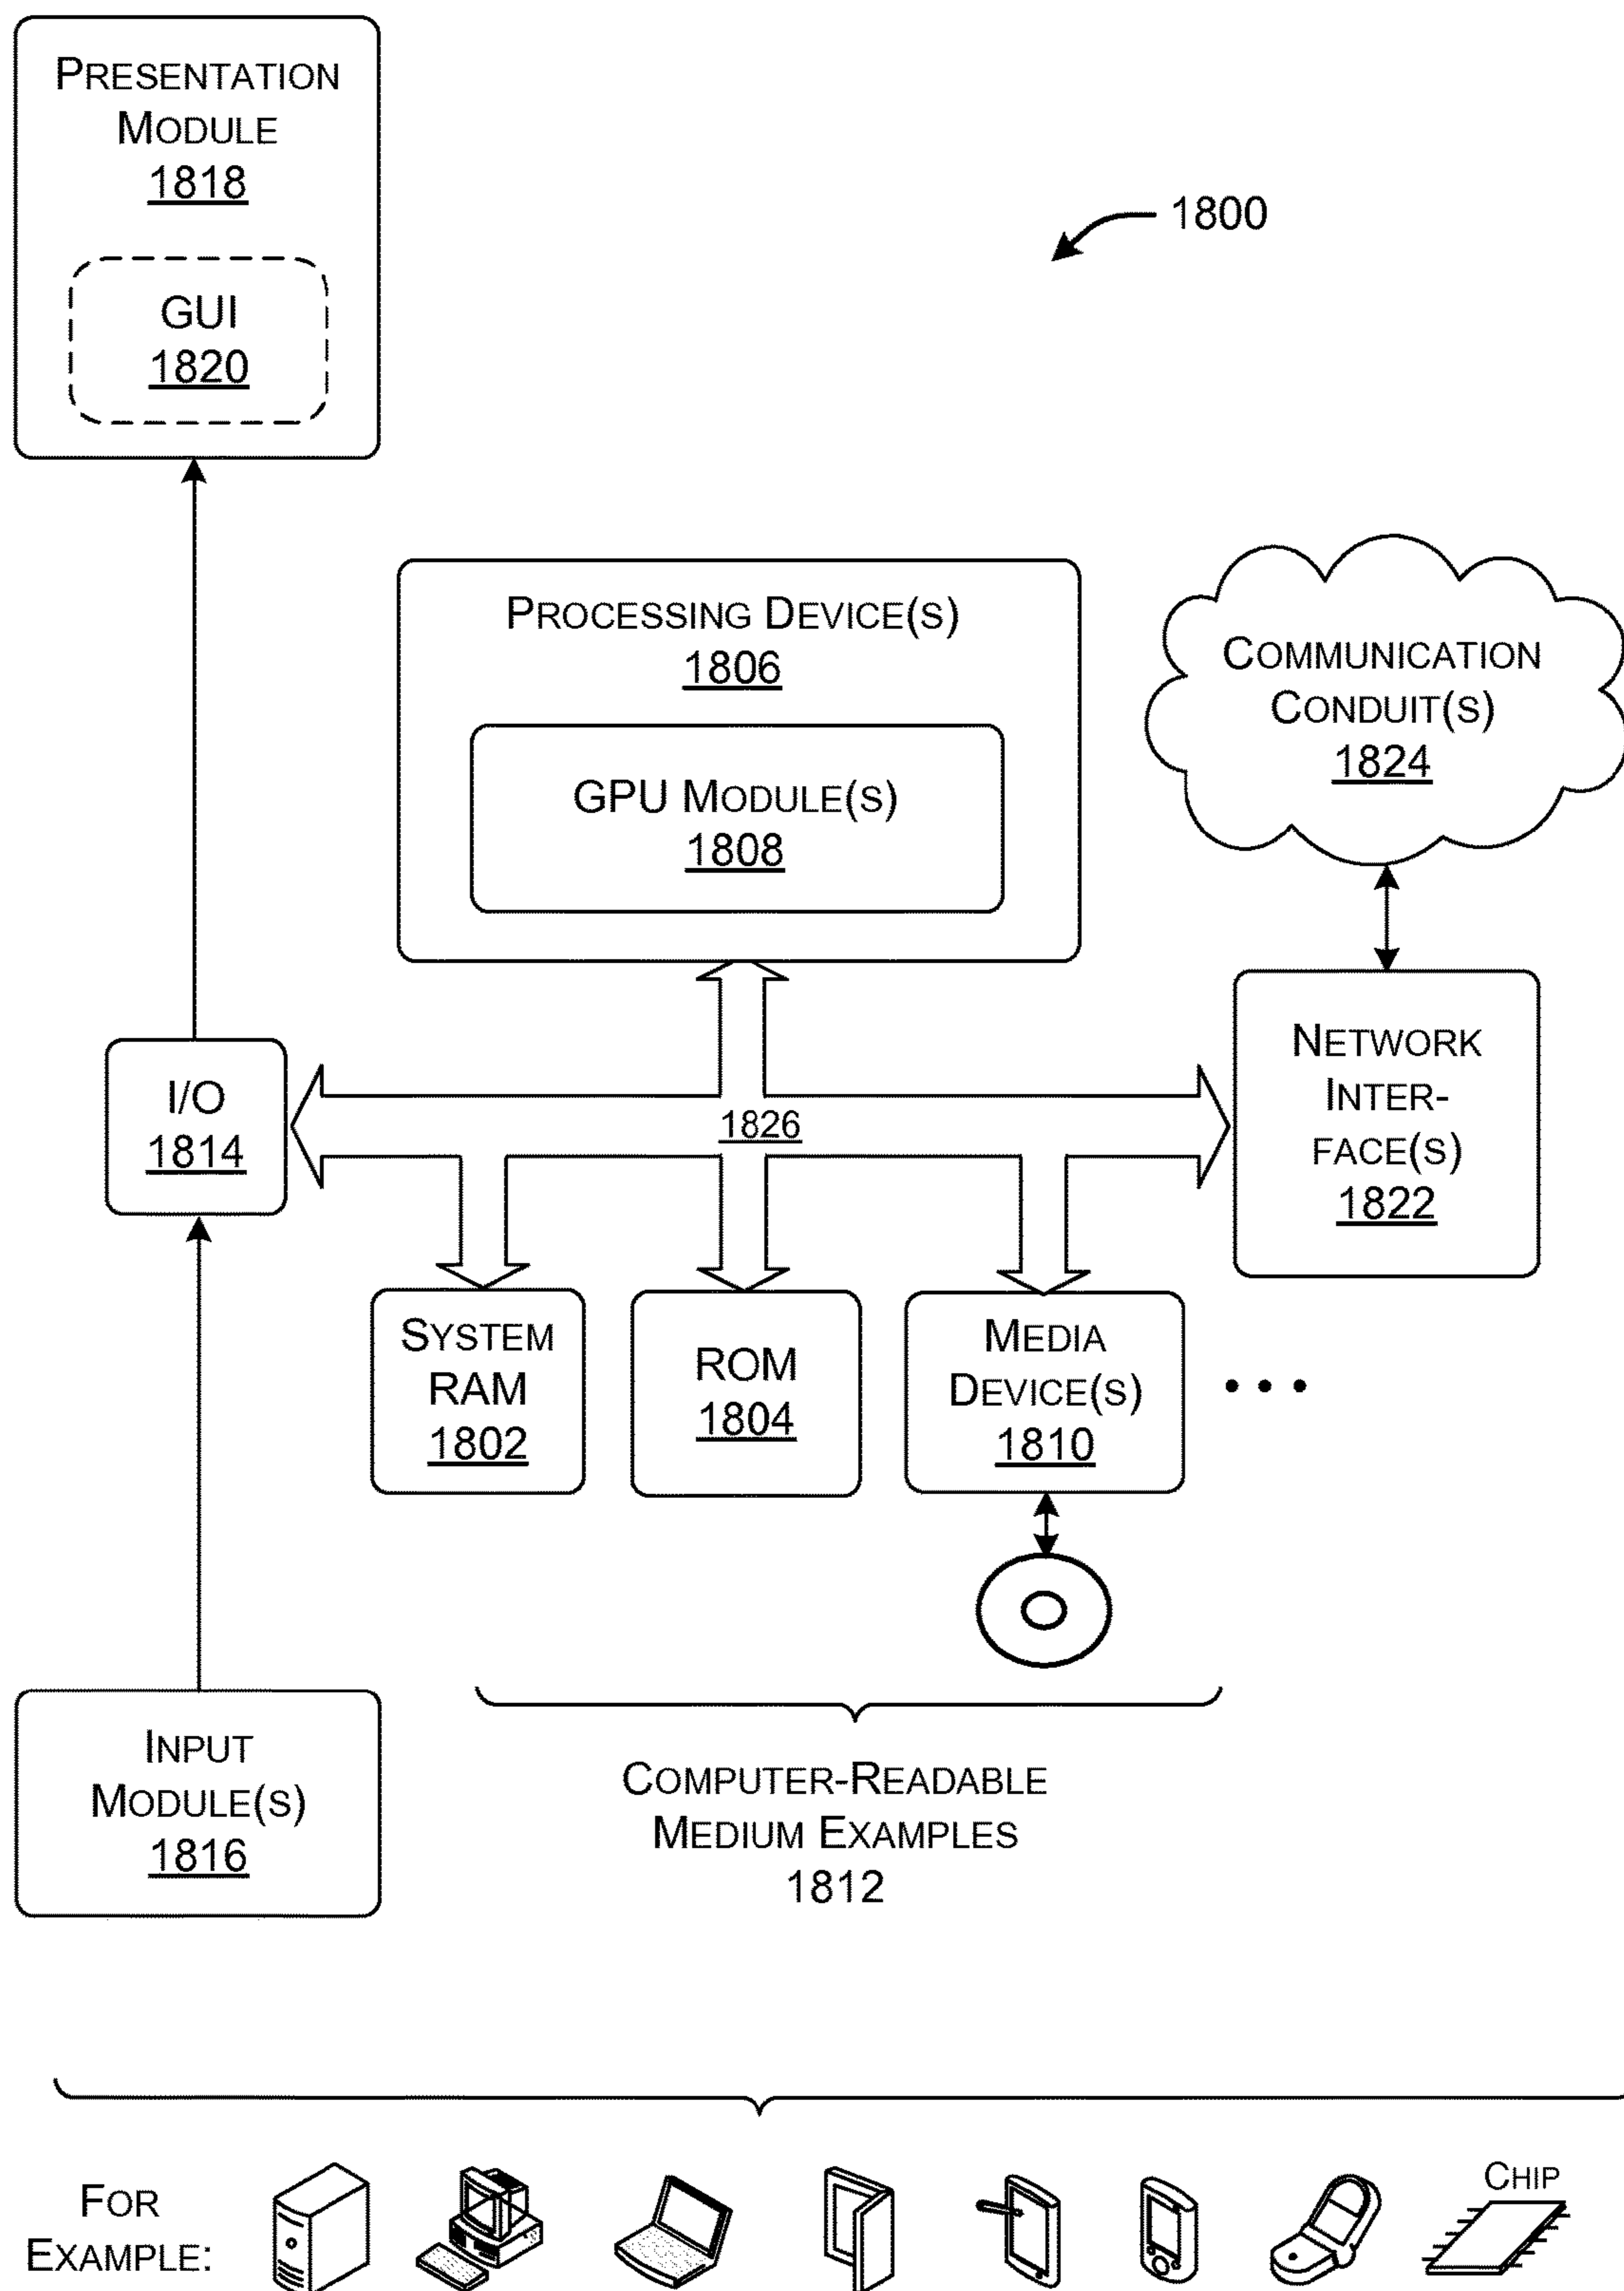 PRESENTATION
MODULE
1818
GUI
1820
1800
PROCESSING DEVICE(S)
1806
GPU MODULE(S)
1808
COMMUNICATION
CONDUIT(S)
1824
I/O
1814
1826
NETWORK
INTER-
FACE(S)
1822
SYSTEM
RAM
1802
ROM
1804
MEDIA
DEVICE(S)
1810
INPUT
MODULE(S)
1816
COMPUTER-READABLE
MEDIUM EXAMPLES
1812
FOR
EXAMPLE:
CHIP